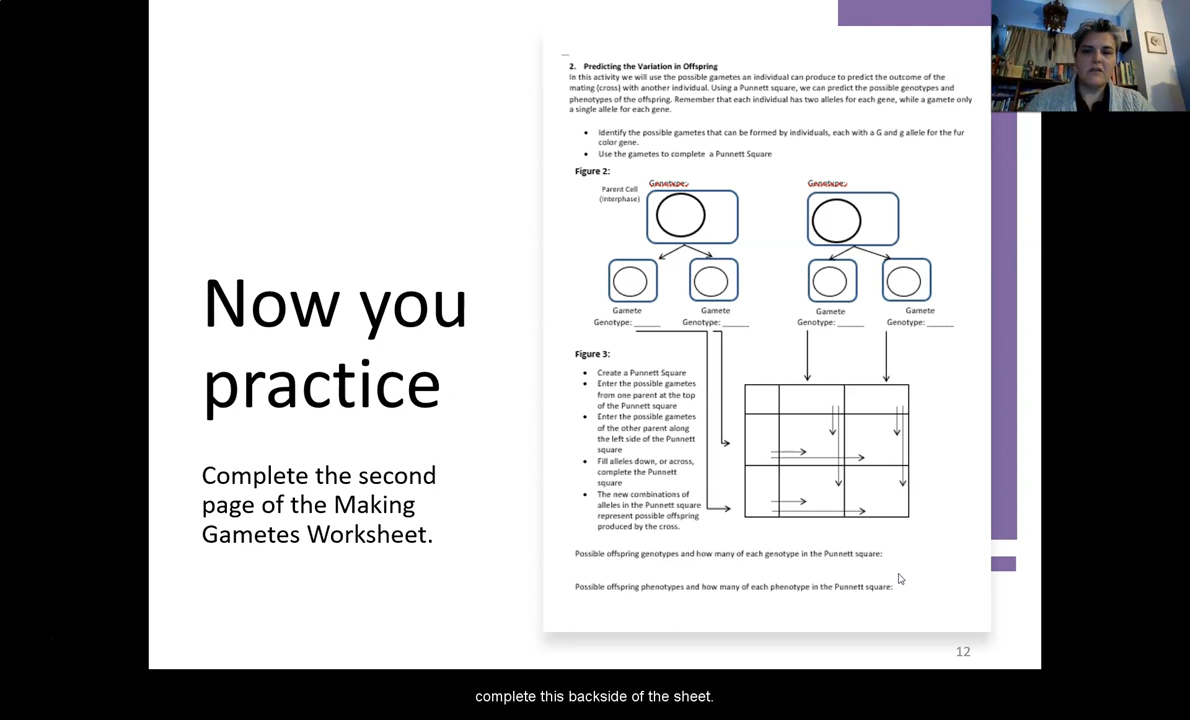 Now you
practice
Complete the second
page of the Making
Gametes Worksheet.
2. Predicting the Variation in Offspring
In this activity we will use the possible gametes an individual can produce to predict the outcome of the
mating (cross) with another individual. Using a Punnett square, we can predict the possible genotypes and
phenotypes of the offspring. Remember that each individual has two alleles for each gene, while a gamete only
a single allele for each gene.
• Identify the possible gametes that can be formed by individuals, each with a G and g allele for the fur
color gene.
• Use the gametes to complete a Punnett Square
Figure 2:
Genotype: Genotype:
Parent Cell
(Interphase)
Gamete Gamete Gamete Gamete
Genotype: ______ Genotype: ______ Genotype: ______ Genotype: ______
Figure 3:
• Create a Punnett Square
• Enter the possible gametes
from one parent at the top
of the Punnett square
• Enter the possible gametes
of the other parent along
the left side of the Punnett
square
• Fill alleles down, or across,
complete the Punnett
square
• The new combinations of
alleles in the Punnett square
represent possible offspring
produced by the cross.
Possible offspring genotypes and how many of each genotype in the Punnett square:
Possible offspring phenotypes and how many of each phenotype in the Punnett square:
12
complete this backside of the sheet.